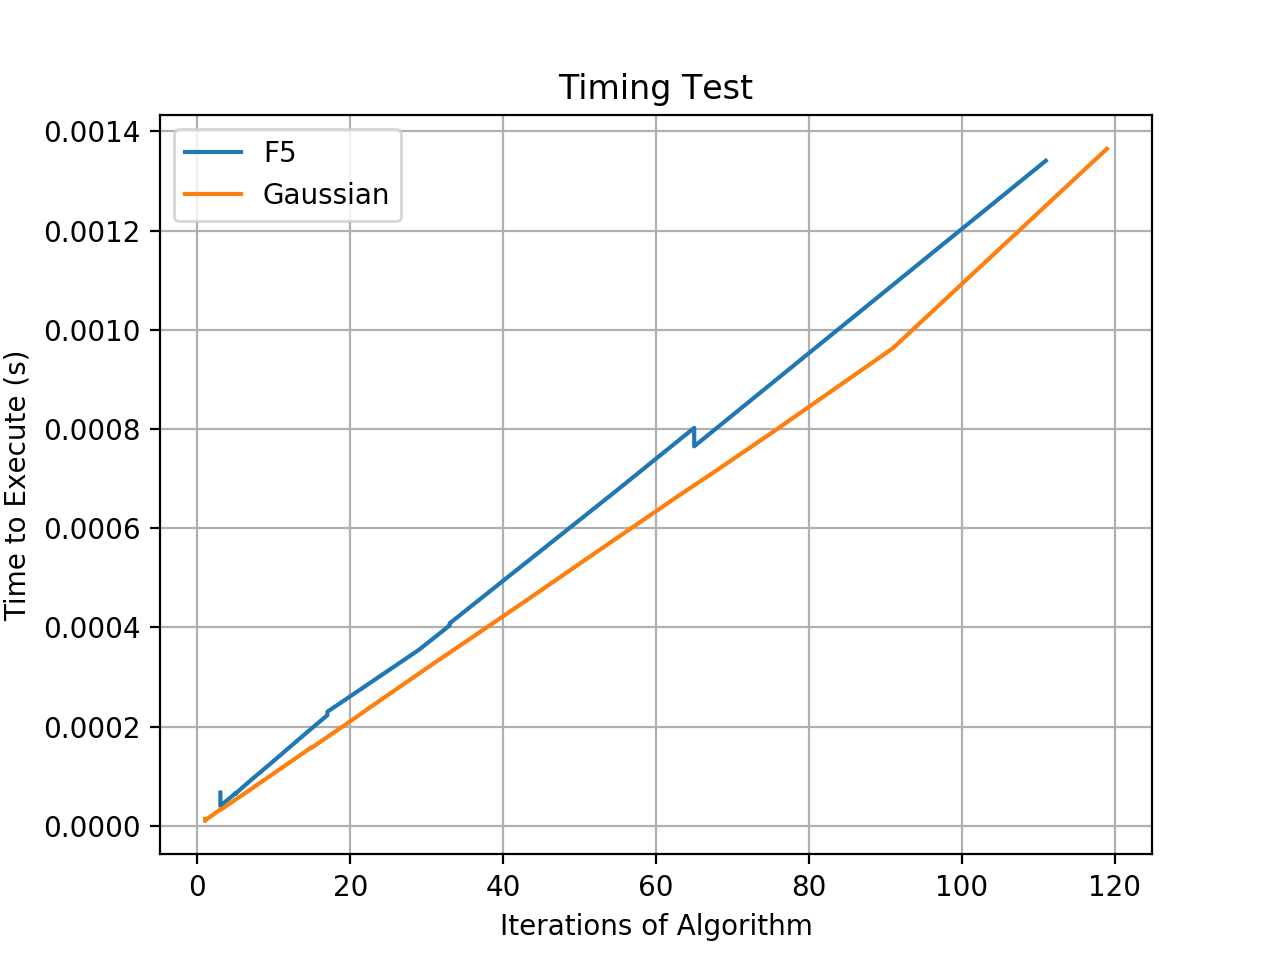 Timing Test
F5
Gaussian
0.0014
0.0012
0.0010
0.0008
0.0006
0.0004
0.0002
0.0000
Time to Execute (s)
0 20 40 60 80 100 120
Iterations of Algorithm